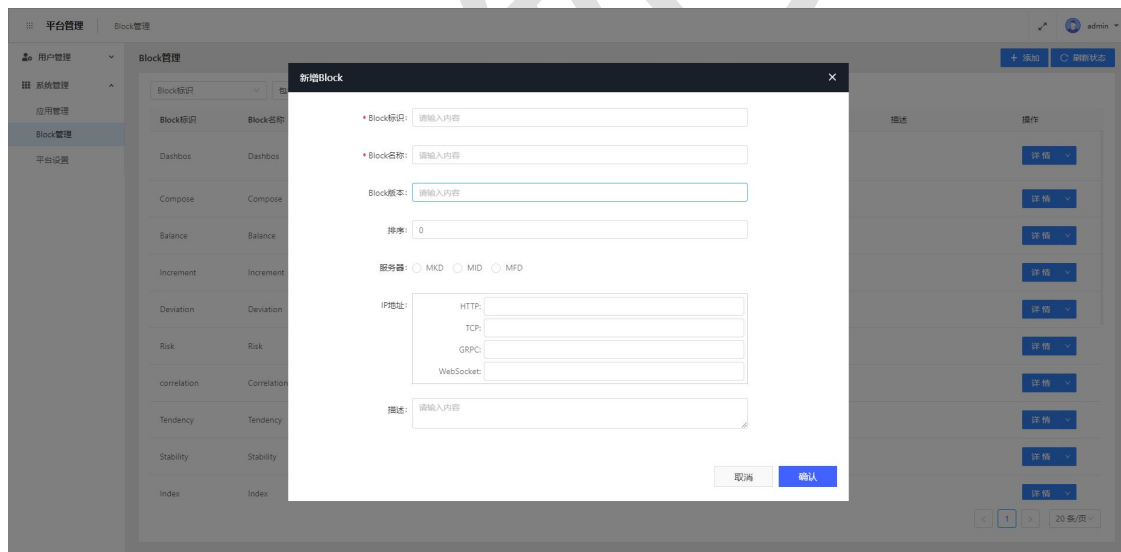 平台管理 Block管理 admin
用户管理 Block管理 + 添加 刷新状态
新增Block ×
系统管理 Block标识 包
应用管理 Block标识 Block名称 * Block标识: 请输入内容 描述 操作
Block管理
平台设置 Dashbos Dashbos * Block名称: 请输入内容 详情
Compose Compose Block版本: 请输入内容 详情
Balance Balance 排序: 0 详情
Increment Increment 服务器: MKD MID MFD 详情
Deviation Deviation IP地址: HTTP: 详情
TCP:
Risk Risk GRPC: 详情
WebSocket:
correlation Correlation 详情
Tendency Tendency 描述: 请输入内容 详情
Stability Stability 详情
取消 确认
Index Index 详情
< 1 > 20 条/页